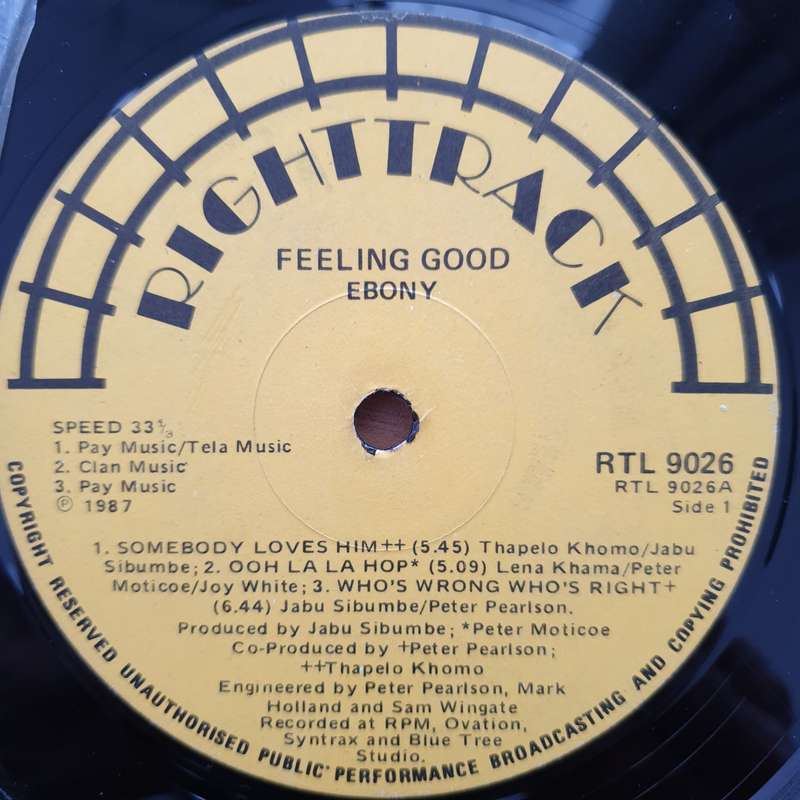 RIGHTTRACK
FEELING GOOD
EBONY
SPEED 33⅓
1. Pay Music/Tela Music
2. Clan Music
3. Pay Music
℗ 1987
RTL 9026
RTL 9026A
Side 1
1. SOMEBODY LOVES HIM++ (5.45) Thapelo Khomo/Jabu
Sibumbe; 2. OOH LA LA HOP* (5.09) Lena Khama/Peter
Moticoe/Joy White; 3. WHO'S WRONG WHO'S RIGHT+
(6.44) Jabu Sibumbe/Peter Pearlson.
Produced by Jabu Sibumbe; *Peter Moticoe
Co-Produced by +Peter Pearlson;
++Thapelo Khomo
Engineered by Peter Pearlson, Mark
Holland and Sam Wingate
Recorded at RPM, Ovation,
Syntrax and Blue Tree
Studio.
COPYRIGHT RESERVED UNAUTHORISED PUBLIC PERFORMANCE BROADCASTING AND COPYING PROHIBITED